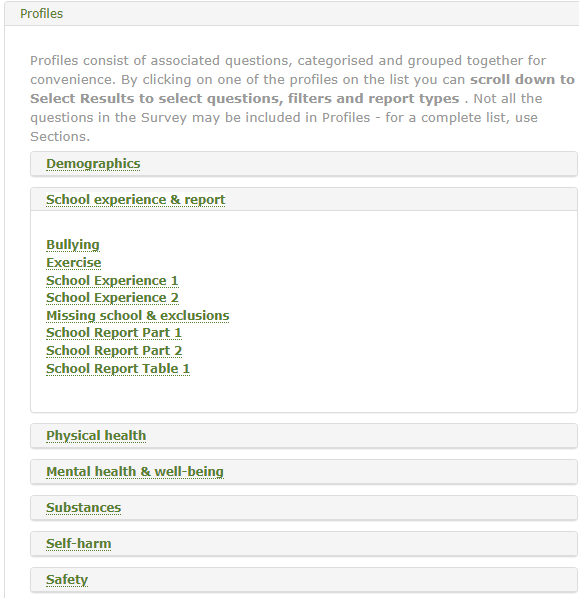 Profiles
Profiles consist of associated questions, categorised and grouped together for
convenience. By clicking on one of the profiles on the list you can scroll down to
Select Results to select questions, filters and report types . Not all the
questions in the Survey may be included in Profiles - for a complete list, use
Sections.
Demographics
School experience & report
Bullying
Exercise
School Experience 1
School Experience 2
Missing school & exclusions
School Report Part 1
School Report Part 2
School Report Table 1
Physical health
Mental health & well-being
Substances
Self-harm
Safety